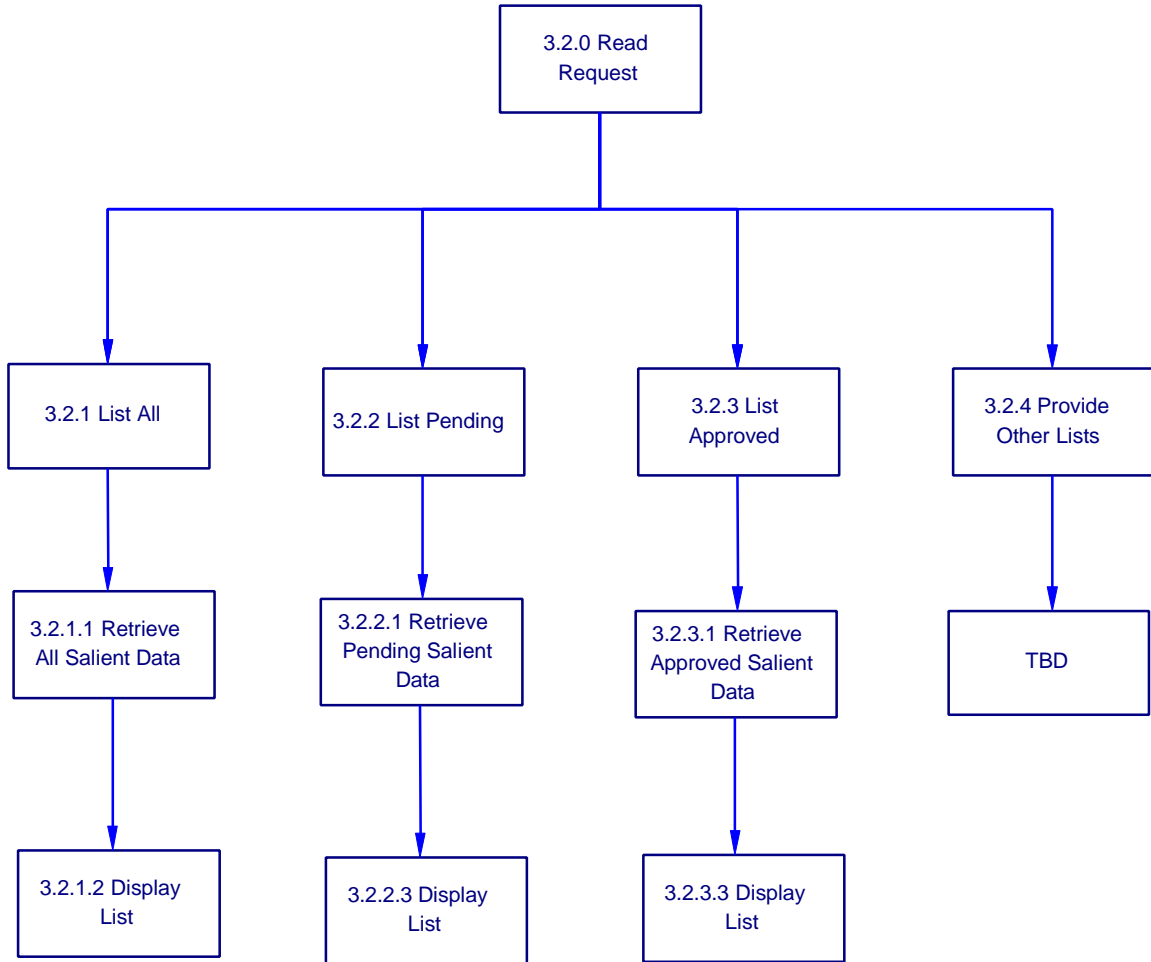 3.2.0 Read
Request
3.2.1 List All
3.2.2 List Pending
3.2.3 List
Approved
3.2.4 Provide
Other Lists
3.2.1.1 Retrieve
All Salient Data
3.2.2.1 Retrieve
Pending Salient
Data
3.2.3.1 Retrieve
Approved Salient
Data
TBD
3.2.1.2 Display
List
3.2.2.3 Display
List
3.2.3.3 Display
List